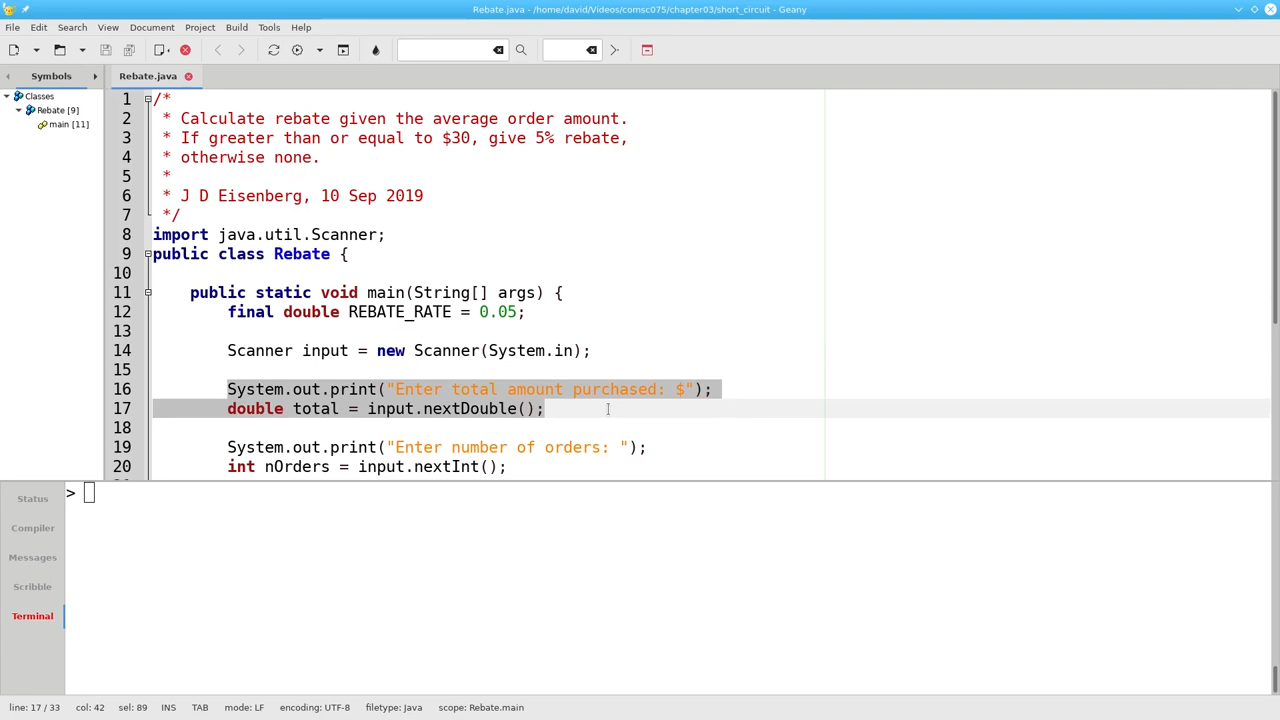 Rebate.java - /home/david/Videos/comsc075/chapter03/short_circuit - Geany
File Edit Search View Document Project Build Tools Help
Symbols
Rebate.java
Classes
Rebate [9]
main [11]
1 /*
2 * Calculate rebate given the average order amount.
3 * If greater than or equal to $30, give 5% rebate,
4 * otherwise none.
5 *
6 * J D Eisenberg, 10 Sep 2019
7 */
8 import java.util.Scanner;
9 public class Rebate {
10
11 public static void main(String[] args) {
12 final double REBATE_RATE = 0.05;
13
14 Scanner input = new Scanner(System.in);
15
16 System.out.print("Enter total amount purchased: $");
17 double total = input.nextDouble();
18
19 System.out.print("Enter number of orders: ");
20 int nOrders = input.nextInt();
Status
Compiler
Messages
Scribble
Terminal
>
line: 17 / 33 col: 42 sel: 89 INS TAB mode: LF encoding: UTF-8 filetype: Java scope: Rebate.main